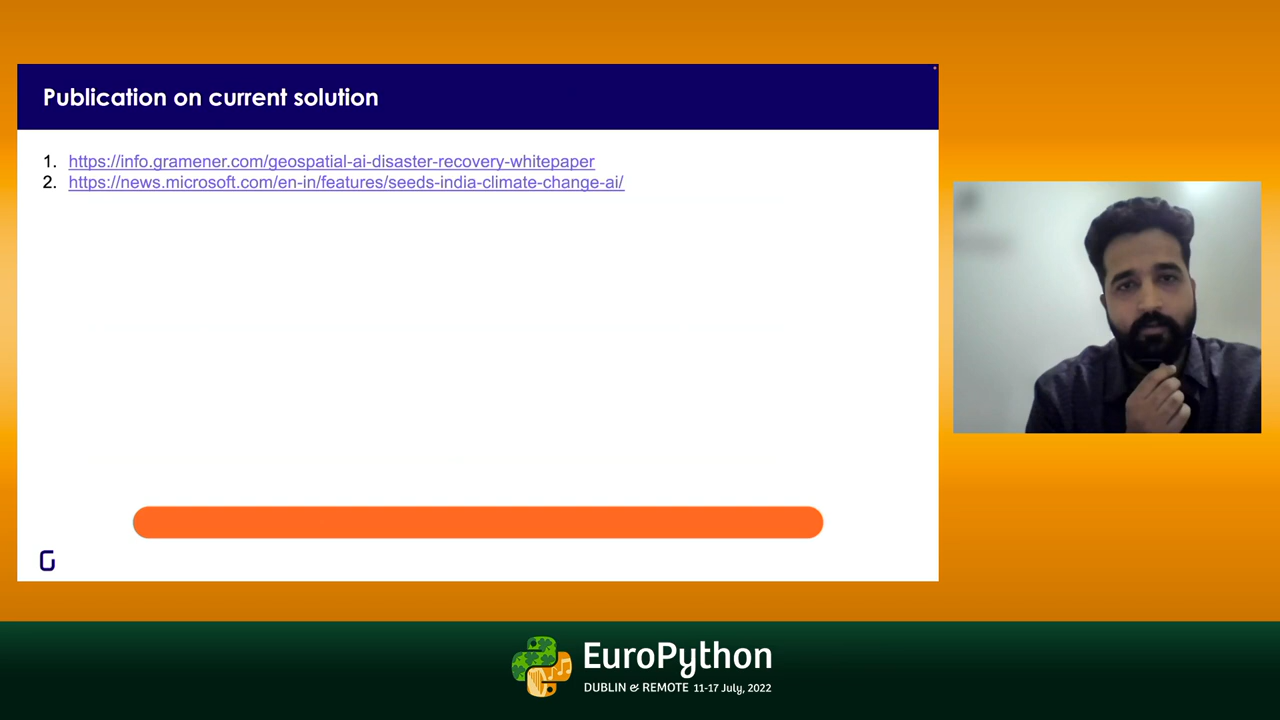 Publication on current solution
1. https://info.gramener.com/geospatial-ai-disaster-recovery-whitepaper
2. https://news.microsoft.com/en-in/features/seeds-india-climate-change-ai/
EuroPython
DUBLIN & REMOTE 11-17 July, 2022